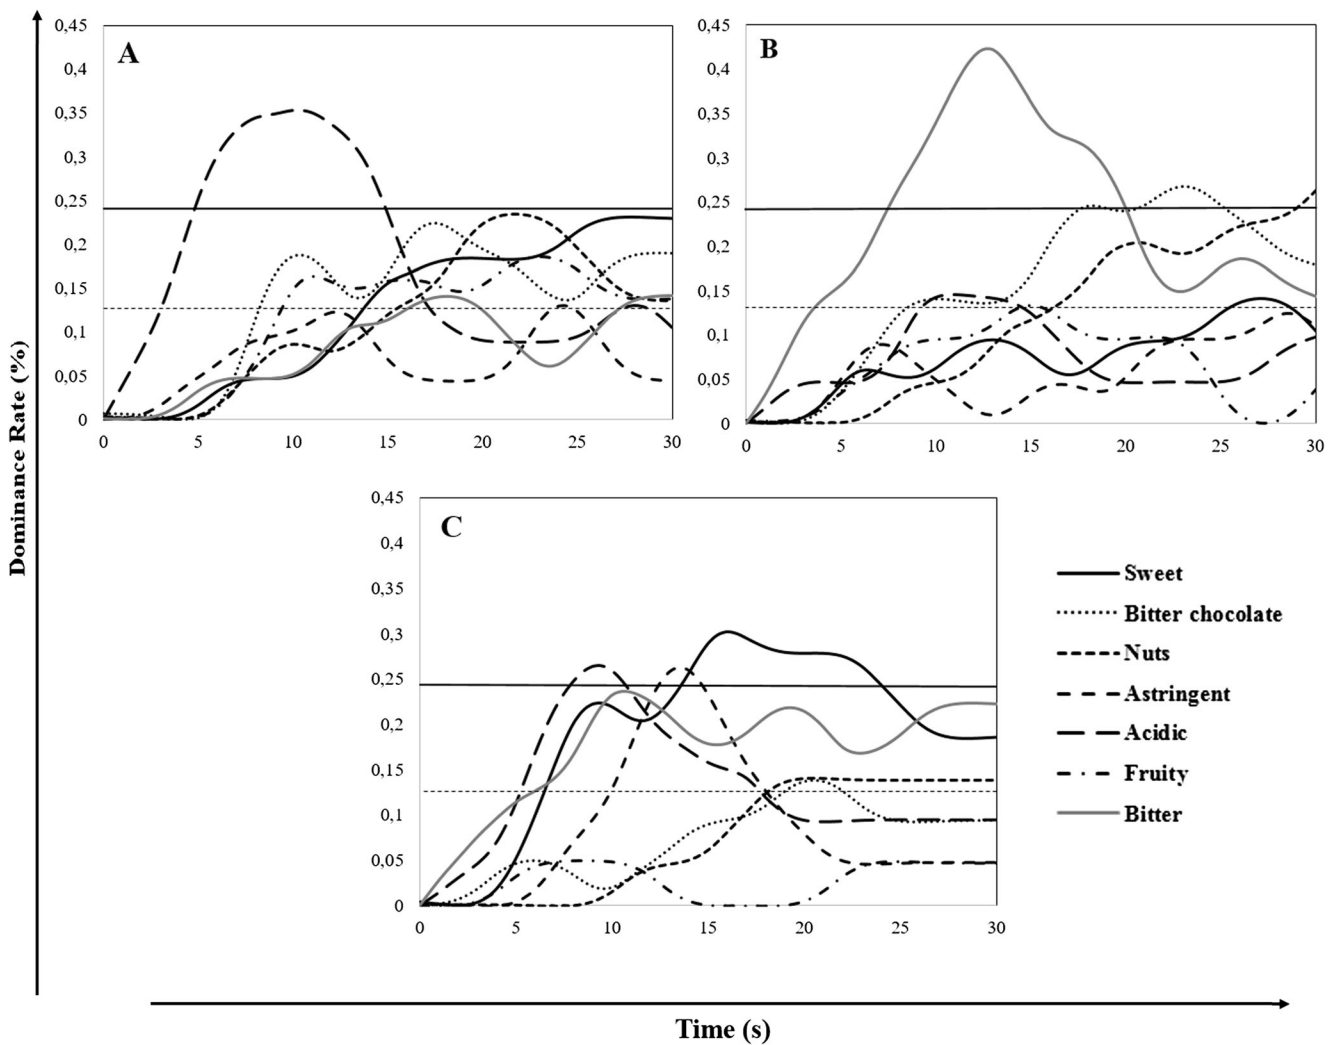 Dominance Rate (%)
A
0,45
0,4
0,35
0,3
0,25
0,2
0,15
0,1
0,05
0
0 5 10 15 20 25 30
B
0,45
0,4
0,35
0,3
0,25
0,2
0,15
0,1
0,05
0
0 5 10 15 20 25 30
C
0,45
0,4
0,35
0,3
0,25
0,2
0,15
0,1
0,05
0
0 5 10 15 20 25 30
Sweet
Bitter chocolate
Nuts
Astringent
Acidic
Fruity
Bitter
Time (s)